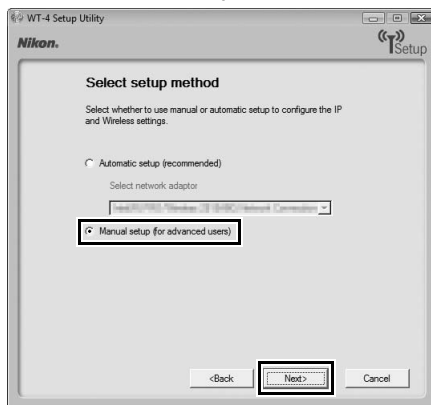 WT-4 Setup Utility
Nikon.
Setup
Select setup method
Select whether to use manual or automatic setup to configure the IP
and Wireless settings.
Automatic setup (recommended)
Select network adaptor
Manual setup (for advanced users)
<Back
Next>
Cancel